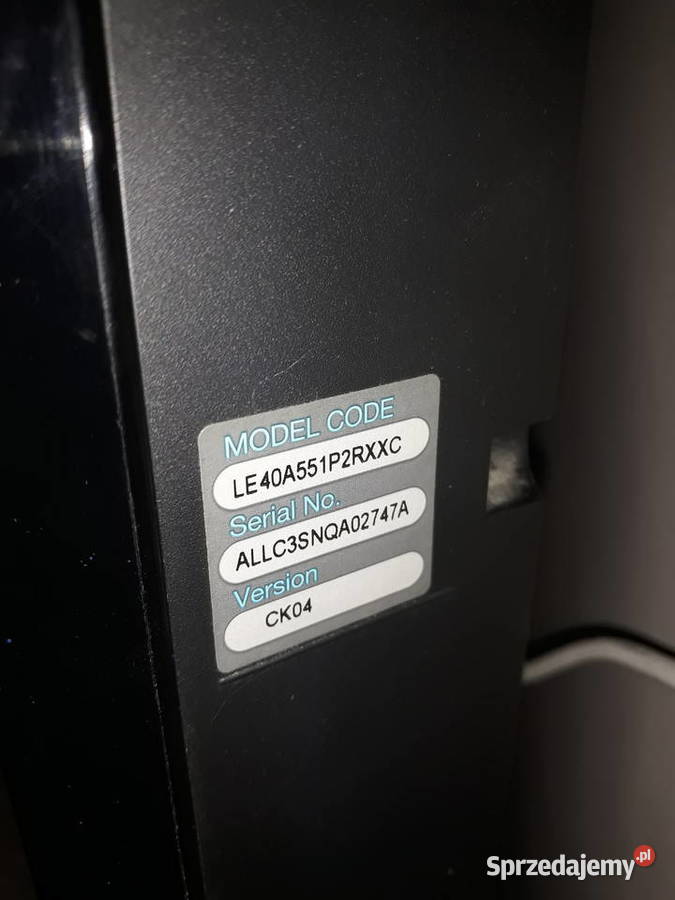 MODEL CODE
LE40A551P2RXXC
Serial No.
ALLC3SNQA02747A
Version
CK04
Sprzedajemy.pl